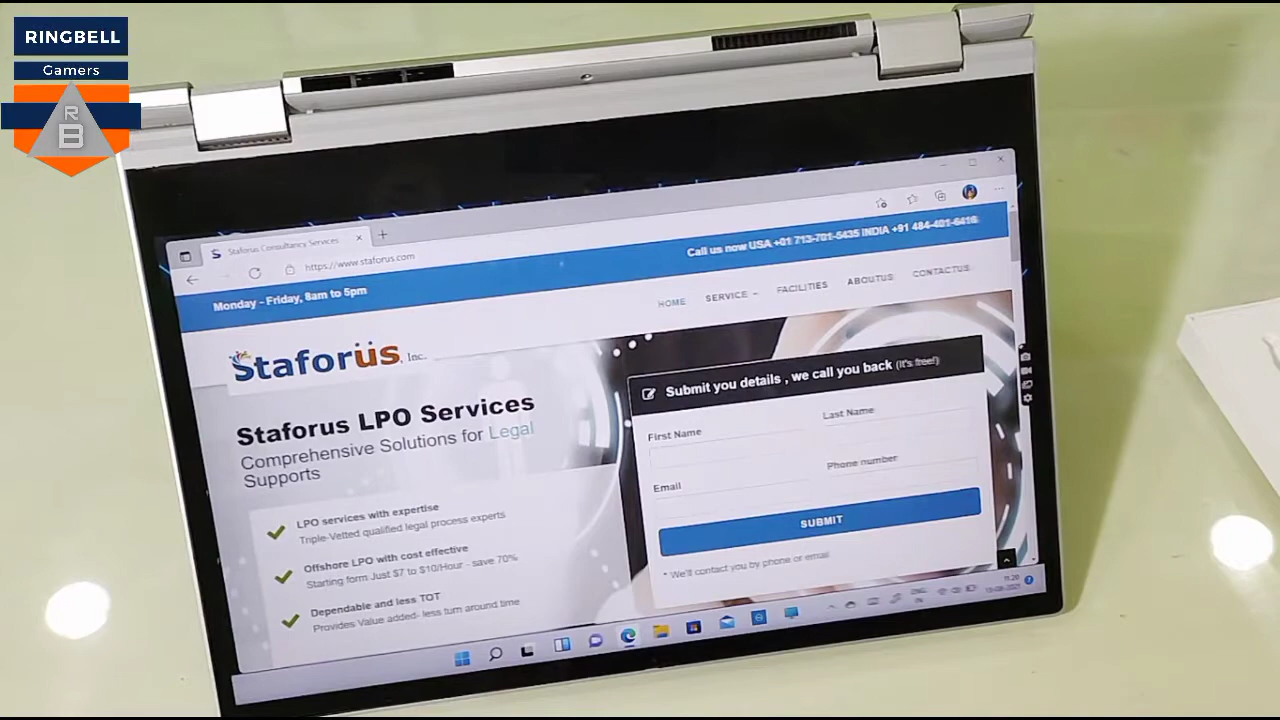 RINGBELL
Gamers
RB
Staforus Consultancy Services
https://www.staforus.com
Monday - Friday, 8am to 5pm
Call us now USA +01 713-701-5435 INDIA +91 484-401-6416
HOME SERVICE FACILITIES ABOUTUS CONTACTUS
Staforüs, Inc.
Staforus LPO Services
Comprehensive Solutions for Legal
Supports
LPO services with expertise
Triple-Vetted qualified legal process experts
Offshore LPO with cost effective
Starting form Just $7 to $10/Hour - save 70%
Dependable and less TOT
Provides Value added- less turn around time
Submit you details , we call you back (it's free!)
First Name
Last Name
Email
Phone number
SUBMIT
* We'll contact you by phone or email
11:20